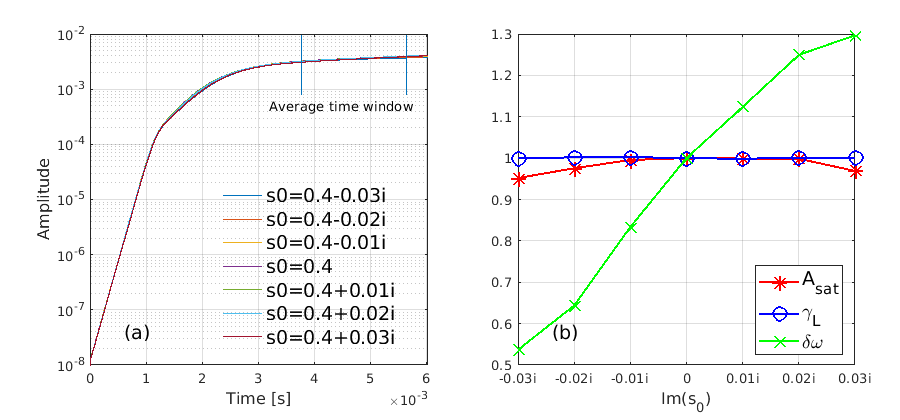 10^-2
10^-3
10^-4
10^-5
10^-6
10^-7
10^-8
Amplitude
Average time window
s0=0.4-0.03i
s0=0.4-0.02i
s0=0.4-0.01i
s0=0.4
s0=0.4+0.01i
s0=0.4+0.02i
s0=0.4+0.03i
(a)
0 1 2 3 4 5 6
Time [s]
×10^-3
1.3
1.2
1.1
1
0.9
0.8
0.7
0.6
0.5
A_sat
γ_L
δω
(b)
-0.03i -0.02i -0.01i 0 0.01i 0.02i 0.03i
Im(s_0)